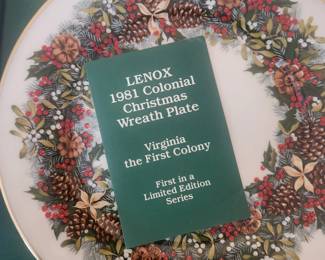 LENOX
1981 Colonial
Christmas
Wreath Plate
Virginia
the First Colony
First in a
Limited Edition
Series